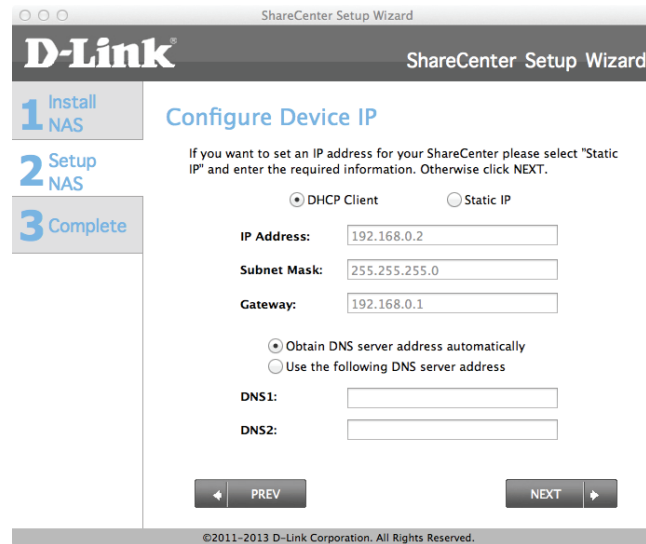 ShareCenter Setup Wizard
D-Link®
ShareCenter Setup Wizard
1 Install NAS
2 Setup NAS
3 Complete
Configure Device IP
If you want to set an IP address for your ShareCenter please select "Static
IP" and enter the required information. Otherwise click NEXT.
DHCP Client
Static IP
IP Address: 192.168.0.2
Subnet Mask: 255.255.255.0
Gateway: 192.168.0.1
Obtain DNS server address automatically
Use the following DNS server address
DNS1:
DNS2:
PREV
NEXT
©2011-2013 D-Link Corporation. All Rights Reserved.